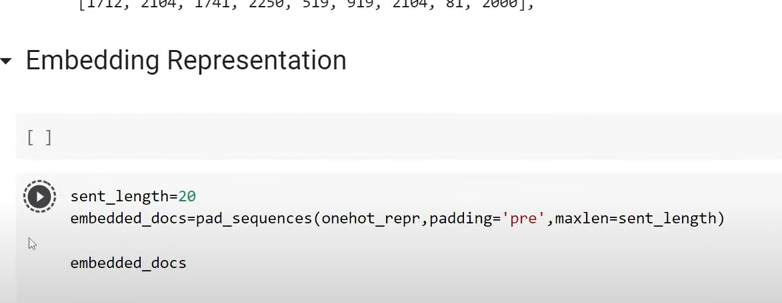 [1712, 2104, 1741, 2250, 519, 919, 2104, 81, 2000],
Embedding Representation
[ ]
sent_length=20
embedded_docs=pad_sequences(onehot_repr,padding='pre',maxlen=sent_length)
embedded_docs